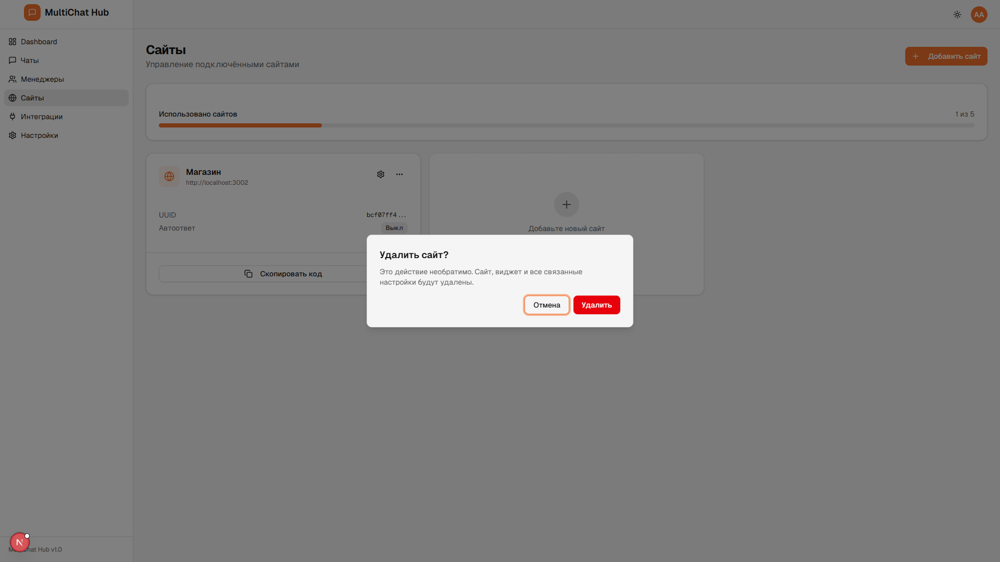 MultiChat Hub
AA
Dashboard
Чаты
Менеджеры
Сайты
Интеграции
Настройки
Сайты
Управление подключёнными сайтами
Добавить сайт
Использовано сайтов
1 из 5
Магазин
http://localhost:3002
UUID
bcf07ff4...
Автоответ
Выкл
Скопировать код
Добавьте новый сайт
Удалить сайт?
Это действие необратимо. Сайт, виджет и все связанные
настройки будут удалены.
Отмена
Удалить
N
Hub v1.0